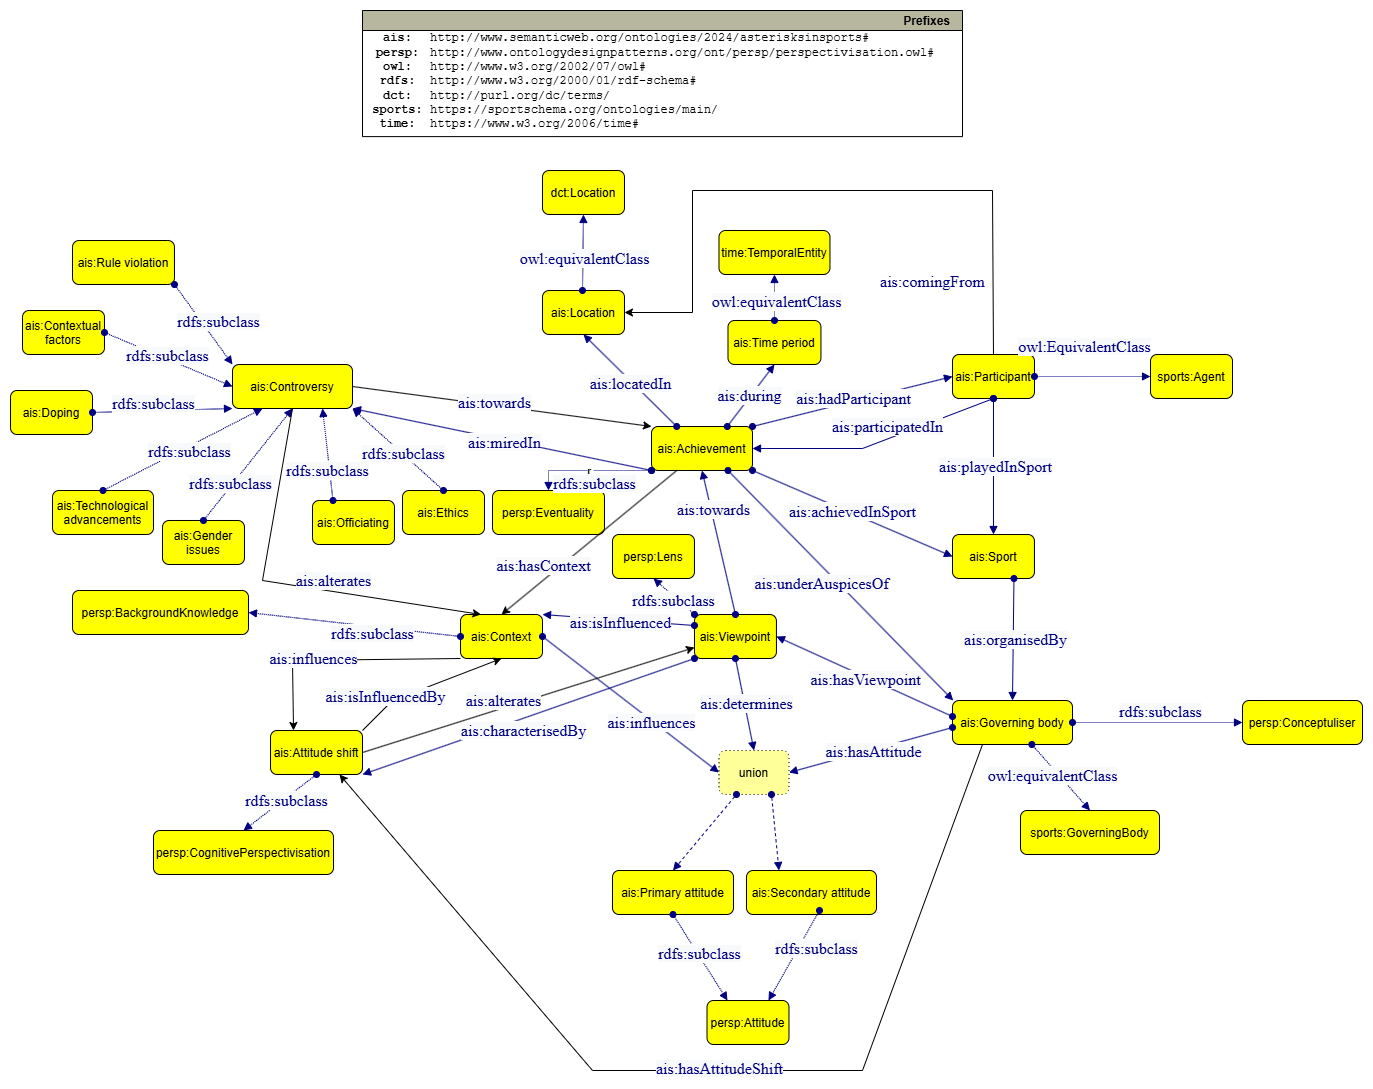 Prefixes
ais: http://www.semanticweb.org/ontologies/2024/asterisksinsports#
persp: http://www.ontologydesignpatterns.org/ont/persp/perspectivisation.owl#
owl: http://www.w3.org/2002/07/owl#
rdfs: http://www.w3.org/2000/01/rdf-schema#
dct: http://purl.org/dc/terms/
sports: https://sportschema.org/ontologies/main/
time: https://www.w3.org/2006/time#
dct:Location
owl:equivalentClass
ais:Location
time:TemporalEntity
owl:equivalentClass
ais:Time period
ais:comingFrom
ais:Rule violation
rdfs:subclass
ais:Contextual
factors
rdfs:subclass
ais:Controversy
ais:Doping
rdfs:subclass
ais:towards
ais:locatedIn
ais:during
ais:hadParticipant
ais:Participant
owl:EquivalentClass
sports:Agent
ais:participatedIn
ais:miredIn
ais:Achievement
ais:playedInSport
rdfs:subclass
rdfs:subclass
rdfs:subclass
rdfs:subclass
r
rdfs:subclass
ais:Technological
advancements
ais:Gender
issues
ais:Officiating
ais:Ethics
persp:Eventuality
ais:towards
ais:achievedInSport
ais:Sport
persp:Lens
ais:hasContext
ais:underAuspicesOf
ais:alterates
rdfs:subclass
persp:BackgroundKnowledge
rdfs:subclass
ais:Context
ais:isInfluenced
ais:Viewpoint
ais:organisedBy
ais:influences
ais:isInfluencedBy
ais:alterates
ais:characterisedBy
ais:influences
ais:determines
ais:hasViewpoint
ais:Attitude shift
ais:hasAttitude
ais:Governing body
rdfs:subclass
persp:Conceptuliser
union
owl:equivalentClass
rdfs:subclass
persp:CognitivePerspectivisation
sports:GoverningBody
ais:Primary attitude
ais:Secondary attitude
rdfs:subclass
rdfs:subclass
persp:Attitude
ais:hasAttitudeShift